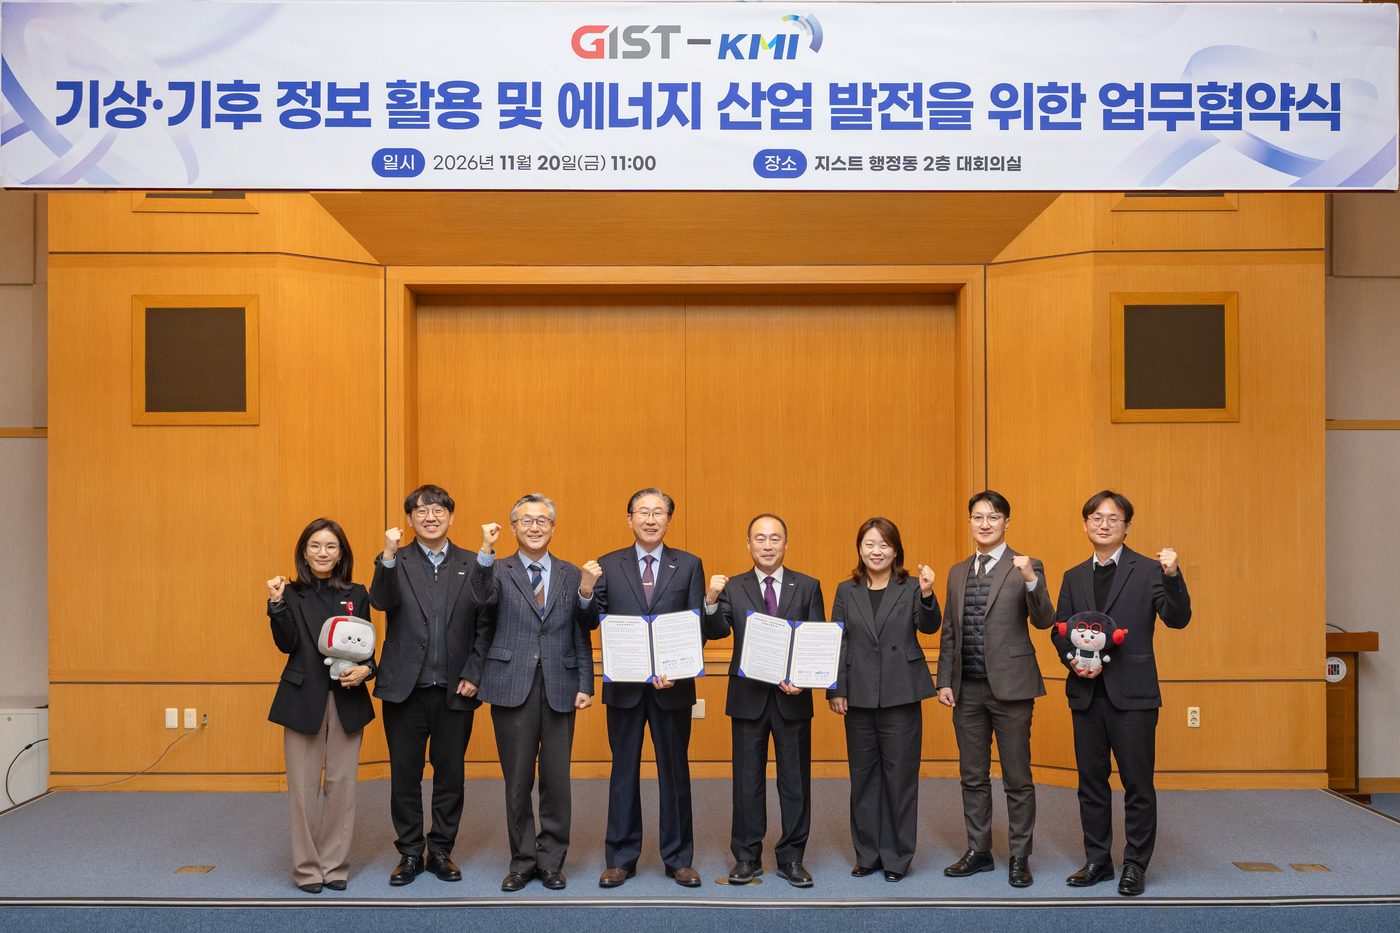 GIST-KMI
기상·기후 정보 활용 및 에너지 산업 발전을 위한 업무협약식
일시 2026년 11월 20일(금) 11:00 장소 지스트 행정동 2층 대회의실